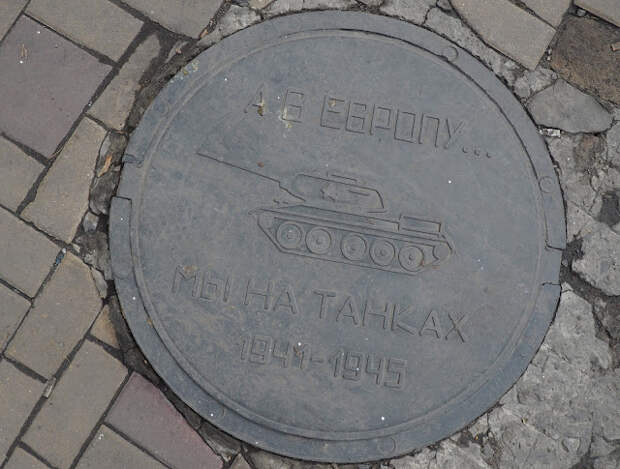 А В ЕВРОПУ...
МЫ НА ТАНКАХ
1941-1945